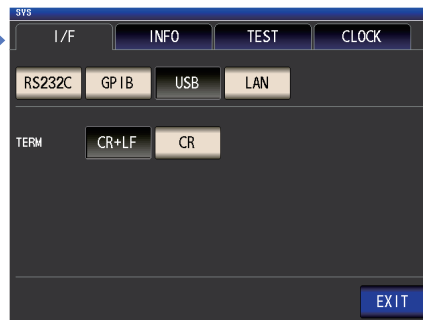 SYS
I/F INFO TEST CLOCK
RS232C GPIB USB LAN
TERM CR+LF CR
EXIT